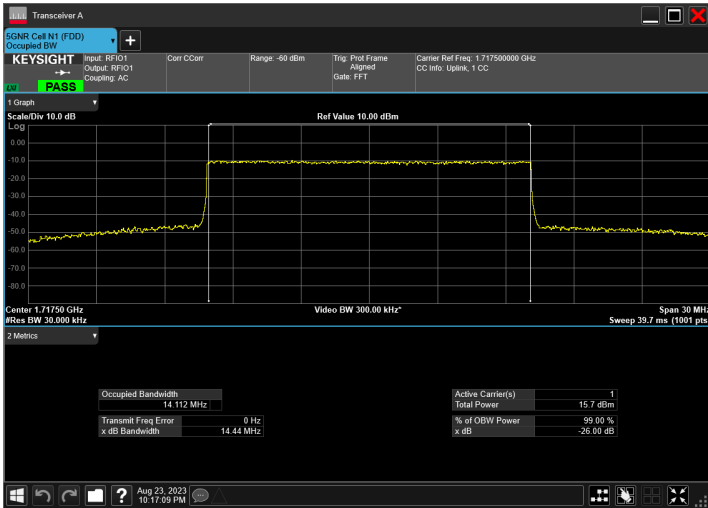 Transceiver A
5GNR Cell N1 (FDD)
Occupied BW
KEYSIGHT
LXI
PASS
Input: RFIO1
Output: RFIO1
Coupling: AC
Corr CCorr
Range: -60 dBm
Trig: Prot Frame
Aligned
Gate: FFT
Carrier Ref Freq: 1.717500000 GHz
CC Info: Uplink, 1 CC
1 Graph
Scale/Div 10.0 dB
Ref Value 10.00 dBm
Log
0.00
-10.0
-20.0
-30.0
-40.0
-50.0
-60.0
-70.0
-80.0
Center 1.71750 GHz
Video BW 300.00 kHz*
Span 30 MHz
#Res BW 30.000 kHz
Sweep 39.7 ms (1001 pts
2 Metrics
Occupied Bandwidth
14.112 MHz
Transmit Freq Error 0 Hz
x dB Bandwidth 14.44 MHz
Active Carrier(s) 1
Total Power 15.7 dBm
% of OBW Power 99.00 %
x dB -26.00 dB
Aug 23, 2023
10:17:09 PM